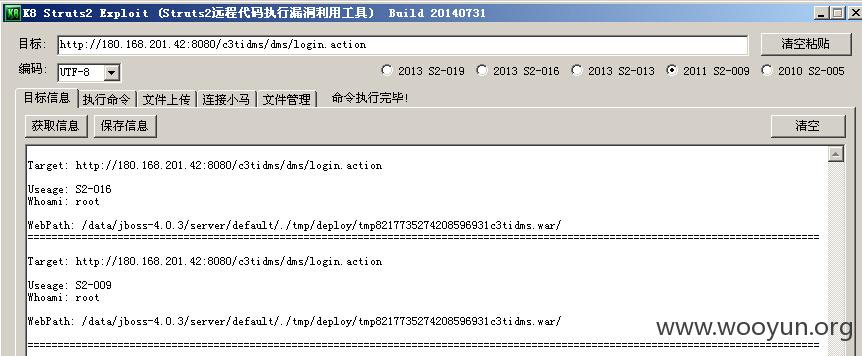 K8 Struts2 Exploit (Struts2远程代码执行漏洞利用工具) Build 20140731
目标: http://180.168.201.42:8080/c3tidms/dms/login.action 清空粘贴
编码: UTF-8 2013 S2-019 2013 S2-016 2013 S2-013 2011 S2-009 2010 S2-005
目标信息 执行命令 文件上传 连接小马 文件管理 命令执行完毕!
获取信息 保存信息 清空
Target: http://180.168.201.42:8080/c3tidms/dms/login.action
Useage: S2-016
Whoami: root
WebPath: /data/jboss-4.0.3/server/default/./tmp/deploy/tmp8217735274208596931c3tidms.war/
Target: http://180.168.201.42:8080/c3tidms/dms/login.action
Useage: S2-009
Whoami: root
WebPath: /data/jboss-4.0.3/server/default/./tmp/deploy/tmp8217735274208596931c3tidms.war/
www.wooyun.org